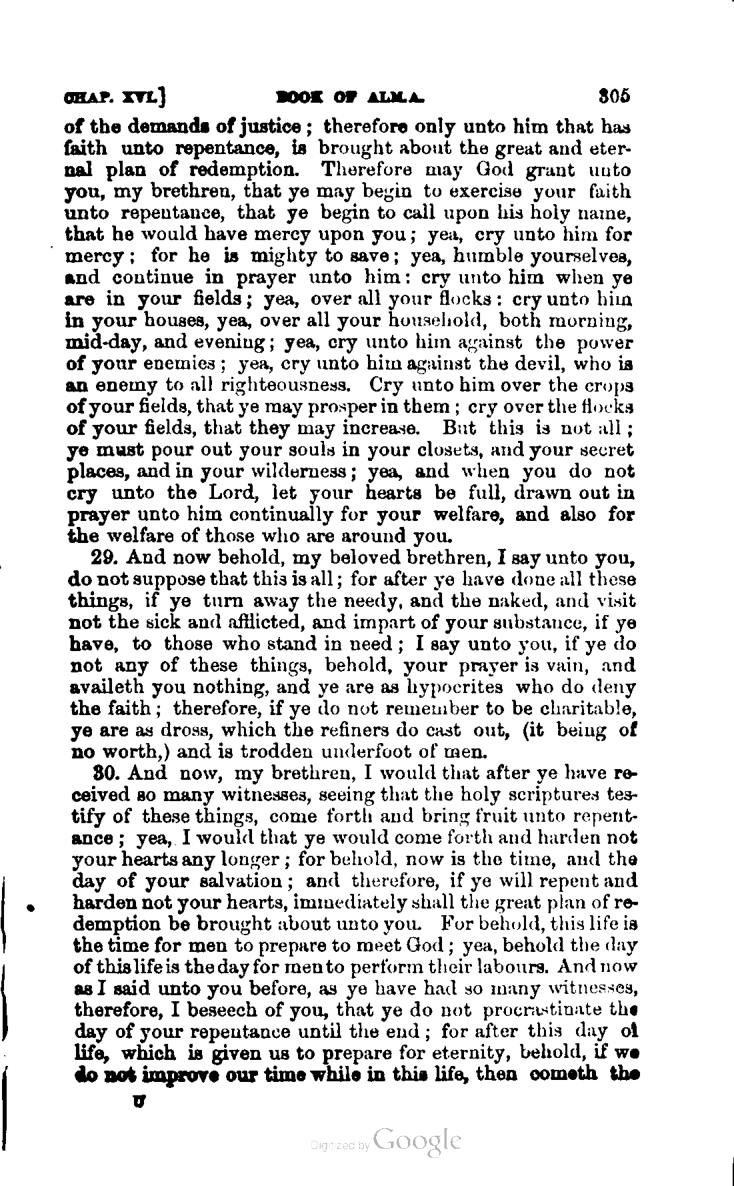 CHAP. XVI.] BOOK OF ALMA. 305
of the demands of justice; therefore only unto him that has
faith unto repentance, is brought about the great and eter-
nal plan of redemption. Therefore may God grant unto
you, my brethren, that ye may begin to exercise your faith
unto repentance, that ye begin to call upon his holy name,
that he would have mercy upon you; yea, cry unto him for
mercy; for he is mighty to save; yea, humble yourselves,
and continue in prayer unto him: cry unto him when ye
are in your fields; yea, over all your flocks: cry unto him
in your houses, yea, over all your household, both morning,
mid-day, and evening; yea, cry unto him against the power
of your enemies; yea, cry unto him against the devil, who is
an enemy to all righteousness. Cry unto him over the crops
of your fields, that ye may prosper in them; cry over the flocks
of your fields, that they may increase. But this is not all;
ye must pour out your souls in your closets, and your secret
places, and in your wilderness; yea, and when you do not
cry unto the Lord, let your hearts be full, drawn out in
prayer unto him continually for your welfare, and also for
the welfare of those who are around you.
29. And now behold, my beloved brethren, I say unto you,
do not suppose that this is all; for after ye have done all these
things, if ye turn away the needy, and the naked, and visit
not the sick and afflicted, and impart of your substance, if ye
have, to those who stand in need; I say unto you, if ye do
not any of these things, behold, your prayer is vain, and
availeth you nothing, and ye are as hypocrites who do deny
the faith; therefore, if ye do not remember to be charitable,
ye are as dross, which the refiners do cast out, (it being of
no worth,) and is trodden underfoot of men.
30. And now, my brethren, I would that after ye have re-
ceived so many witnesses, seeing that the holy scriptures tes-
tify of these things, come forth and bring fruit unto repent-
ance; yea, I would that ye would come forth and harden not
your hearts any longer; for behold, now is the time, and the
day of your salvation; and therefore, if ye will repent and
harden not your hearts, immediately shall the great plan of re-
demption be brought about unto you. For behold, this life is
the time for men to prepare to meet God; yea, behold the day
of this life is the day for men to perform their labours. And now
as I said unto you before, as ye have had so many witnesses,
therefore, I beseech of you, that ye do not procrastinate the
day of your repentance until the end; for after this day of
life, which is given us to prepare for eternity, behold, if we
do not improve our time while in this life, then cometh the
U
Digitized by Google